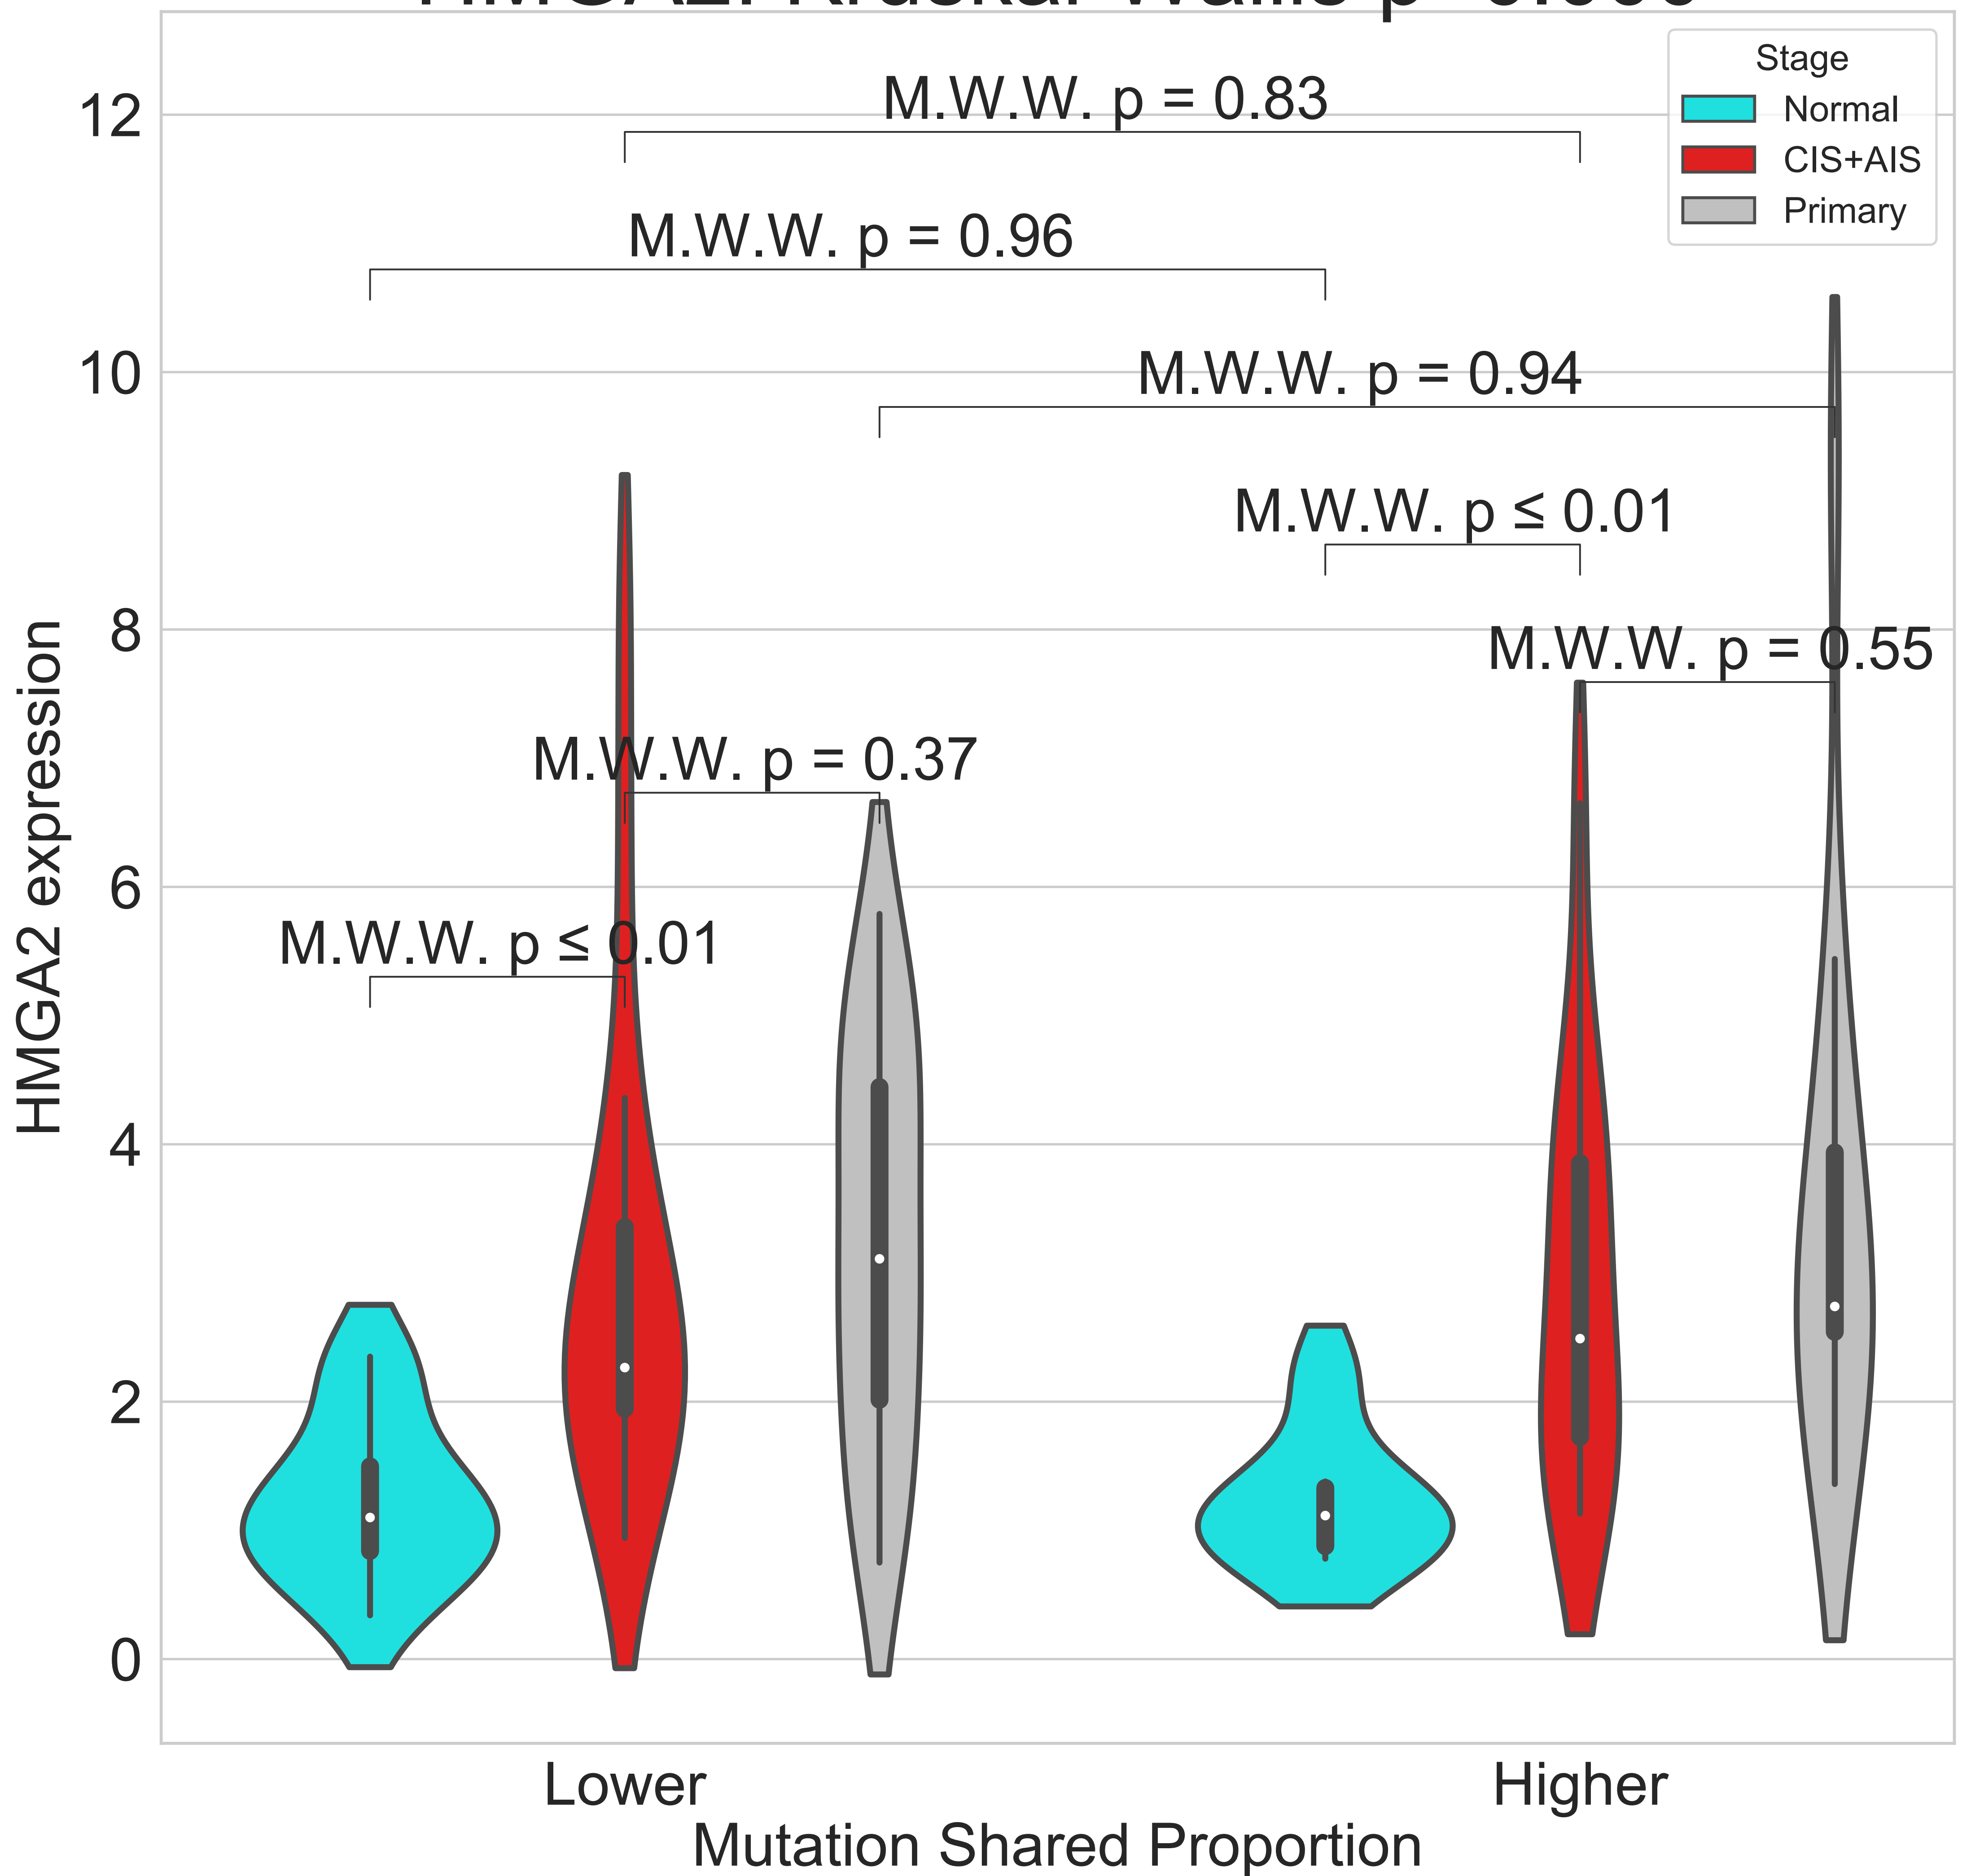 Stage
Normal
CIS+AIS
Primary
M.W.W. p = 0.83
M.W.W. p = 0.96
M.W.W. p = 0.94
M.W.W. p ≤ 0.01
M.W.W. p = 0.55
M.W.W. p = 0.37
M.W.W. p ≤ 0.01
12
10
8
6
4
2
0
HMGA2 expression
Lower
Higher
Mutation Shared Proportion